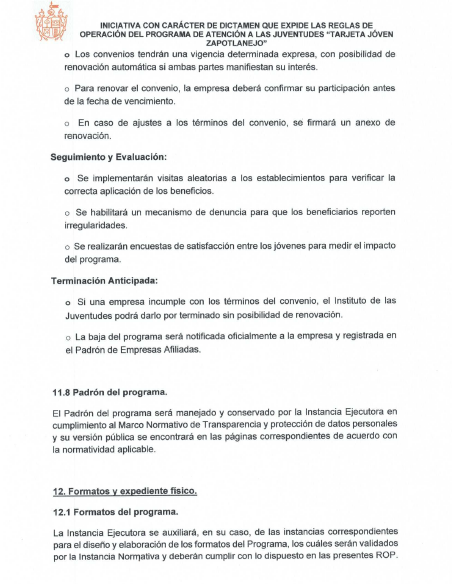 INICIATIVA CON CARÁCTER DE DICTAMEN QUE EXPIDE LAS REGLAS DE
OPERACIÓN DEL PROGRAMA DE ATENCIÓN A LAS JUVENTUDES "TARJETA JÓVEN
ZAPOTLANEJO"
o Los convenios tendrán una vigencia determinada expresa, con posibilidad de
renovación automática si ambas partes manifiestan su interés.
o Para renovar el convenio, la empresa deberá confirmar su participación antes
de la fecha de vencimiento.
o En caso de ajustes a los términos del convenio, se firmará un anexo de
renovación.
Seguimiento y Evaluación:
o Se implementarán visitas aleatorias a los establecimientos para verificar la
correcta aplicación de los beneficios.
o Se habilitará un mecanismo de denuncia para que los beneficiarios reporten
irregularidades.
o Se realizarán encuestas de satisfacción entre los jóvenes para medir el impacto
del programa.
Terminación Anticipada:
o Si una empresa incumple con los términos del convenio, el Instituto de las
Juventudes podrá darlo por terminado sin posibilidad de renovación.
o La baja del programa será notificada oficialmente a la empresa y registrada en
el Padrón de Empresas Afiliadas.
11.8 Padrón del programa.
El Padrón del programa será manejado y conservado por la Instancia Ejecutora en
cumplimiento al Marco Normativo de Transparencia y protección de datos personales
y su versión pública se encontrará en las páginas correspondientes de acuerdo con
la normatividad aplicable.
12. Formatos y expediente físico.
12.1 Formatos del programa.
La Instancia Ejecutora se auxiliará, en su caso, de las instancias correspondientes
para el diseño y elaboración de los formatos del Programa, los cuáles serán validados
por la Instancia Normativa y deberán cumplir con lo dispuesto en las presentes ROP.